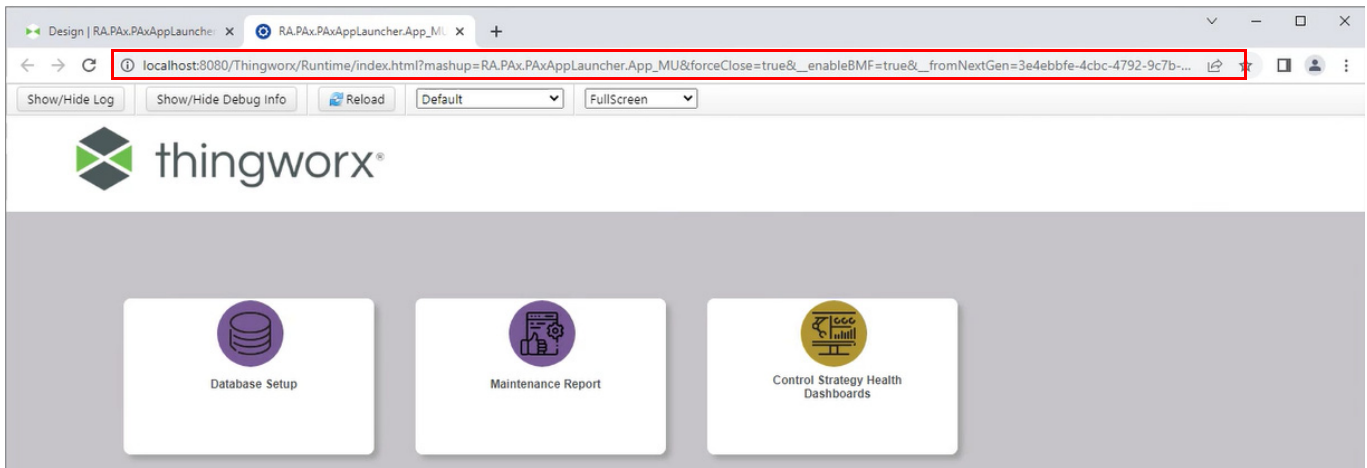 Design | RA.PAx.PAxAppLaunche
RA.PAx.PAxAppLauncher.App_MU
localhost:8080/Thingworx/Runtime/index.html?mashup=RA.PAx.PAxAppLauncher.App_MU&forceClose=true&__enableBMF=true&__fromNextGen=3e4ebbfe-4cbc-4792-9c7b-...
Show/Hide Log Show/Hide Debug Info Reload Default FullScreen
thingworx®
Database Setup
Maintenance Report
Control Strategy Health
Dashboards